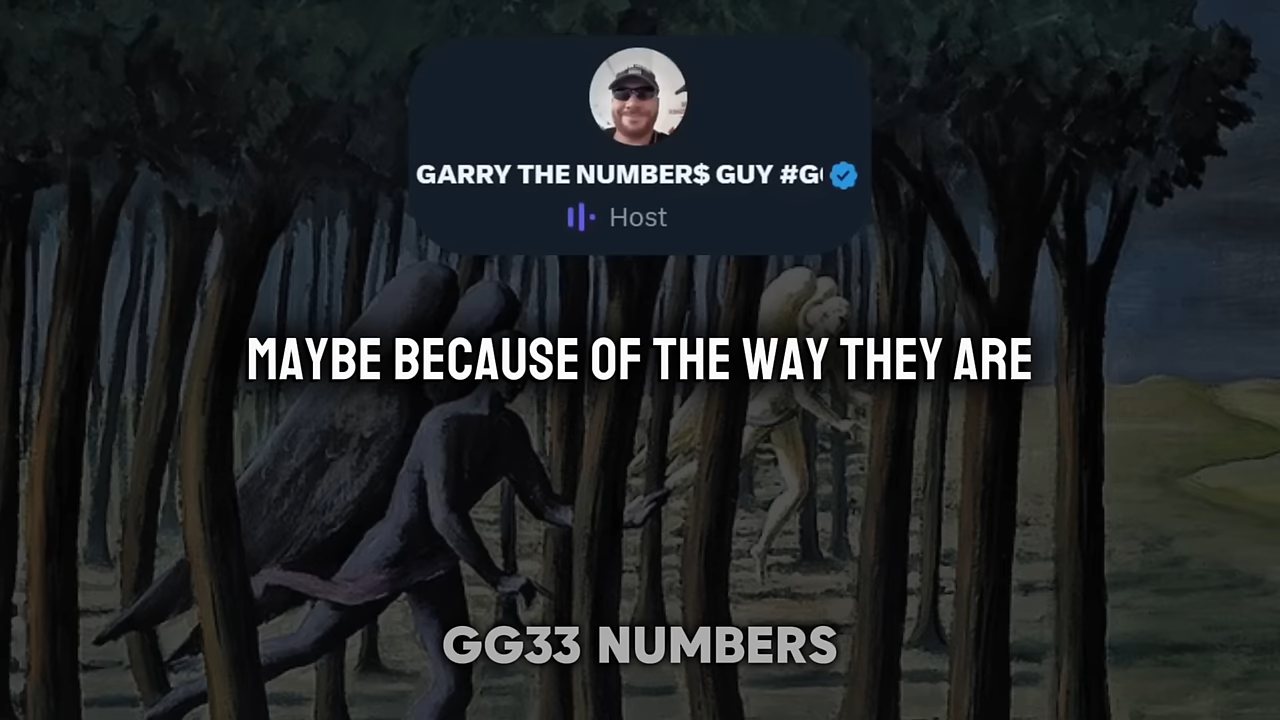 GARRY THE NUMBER$ GUY #G
Host
MAYBE BECAUSE OF THE WAY THEY ARE
GG33 NUMBERS